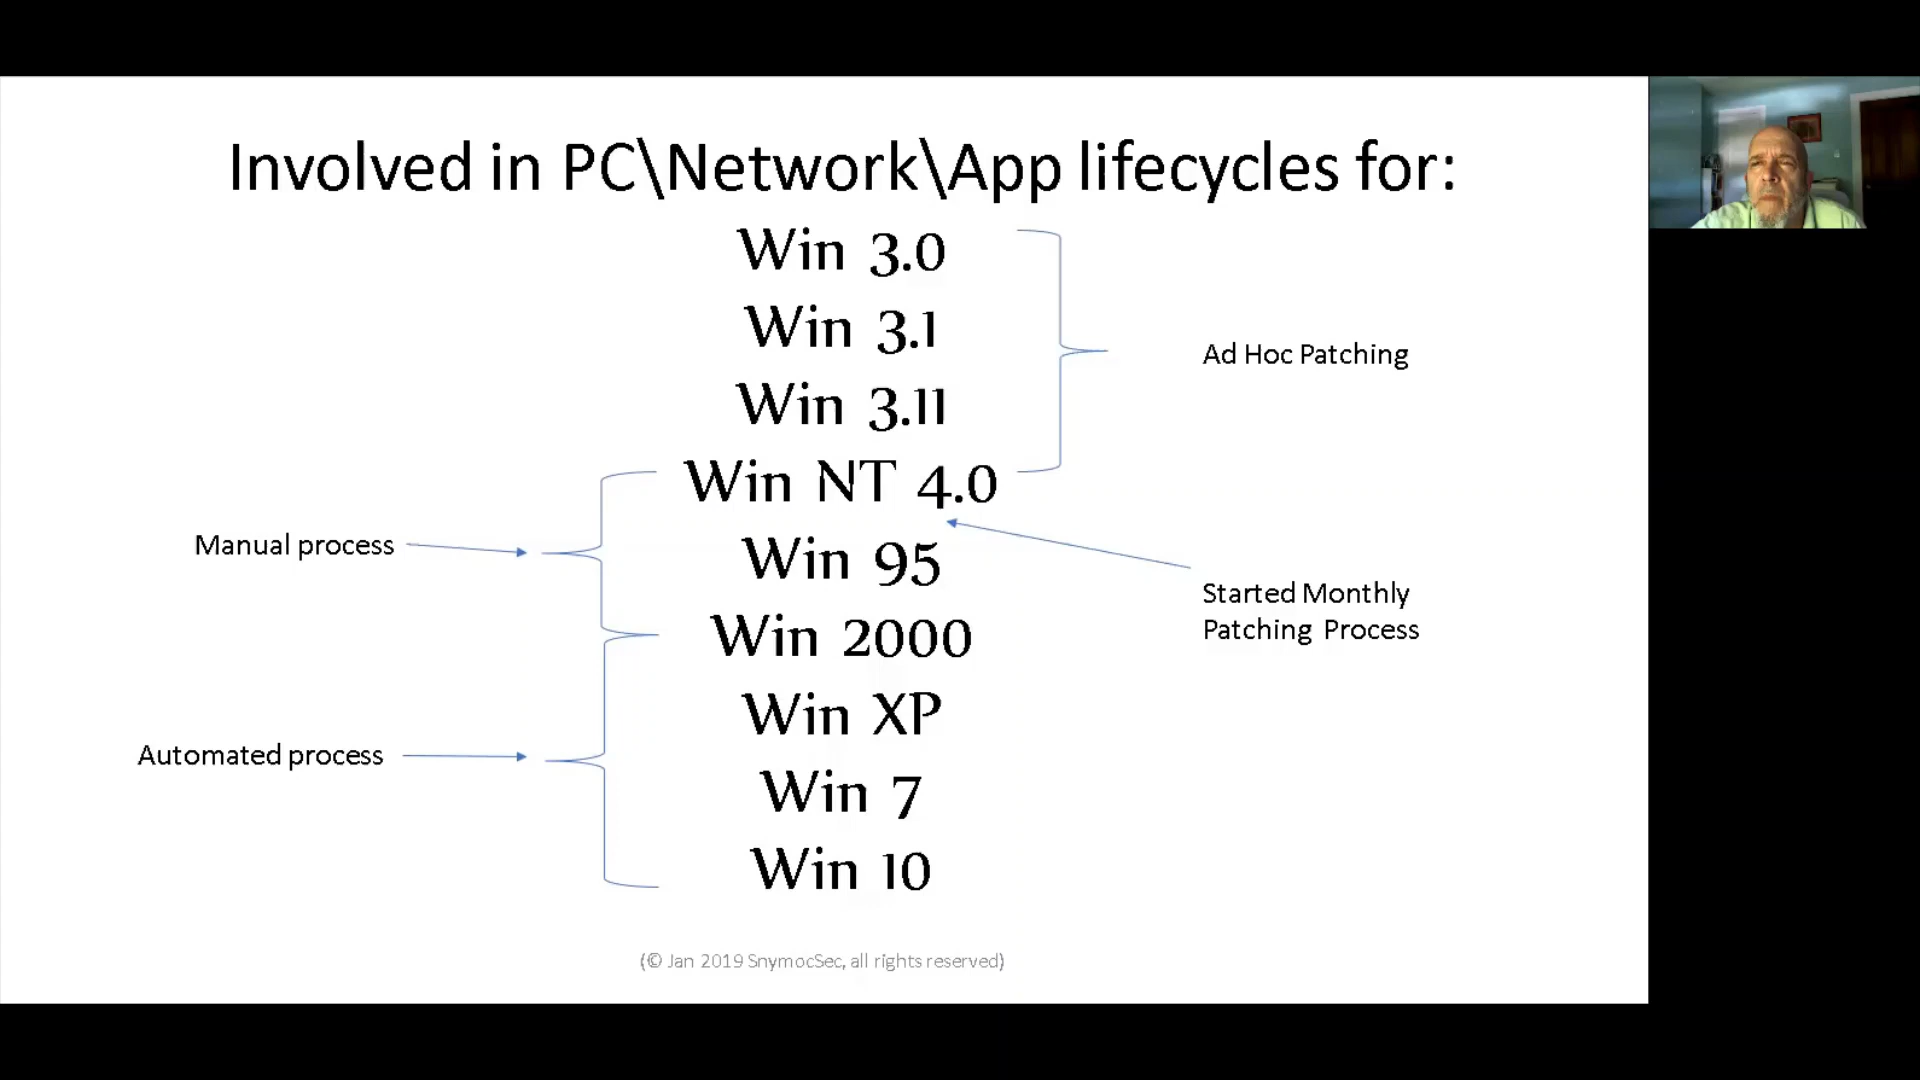 Involved in PC\Network\App lifecycles for:
Win 3.0
Win 3.1
Ad Hoc Patching
Win 3.11
Win NT 4.0
Manual process
Win 95
Started Monthly
Patching Process
Win 2000
Win XP
Automated process
Win 7
Win 10
(© Jan 2019 SnymocSec, all rights reserved)